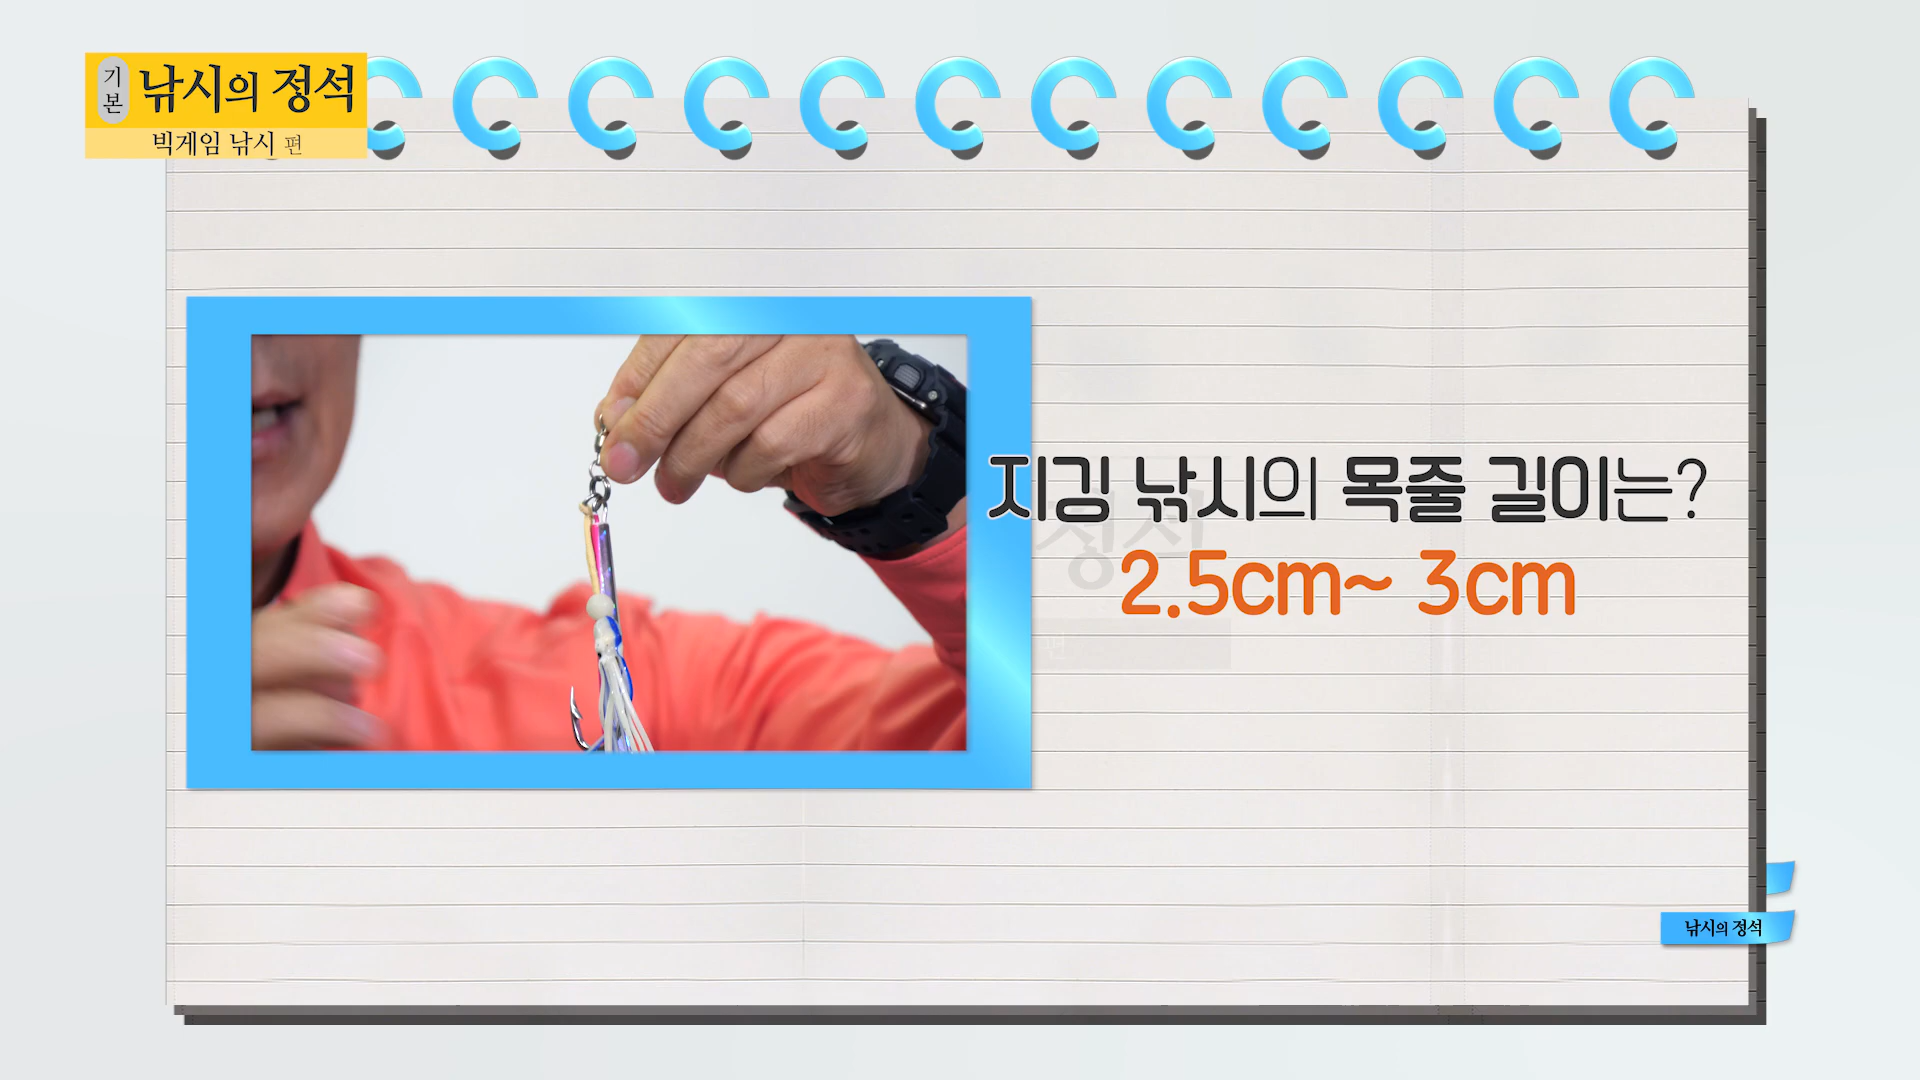 기본 낚시의 정석
빅게임 낚시 편
지깅 낚시의 목줄 길이는?
2.5cm~ 3cm
낚시의 정석